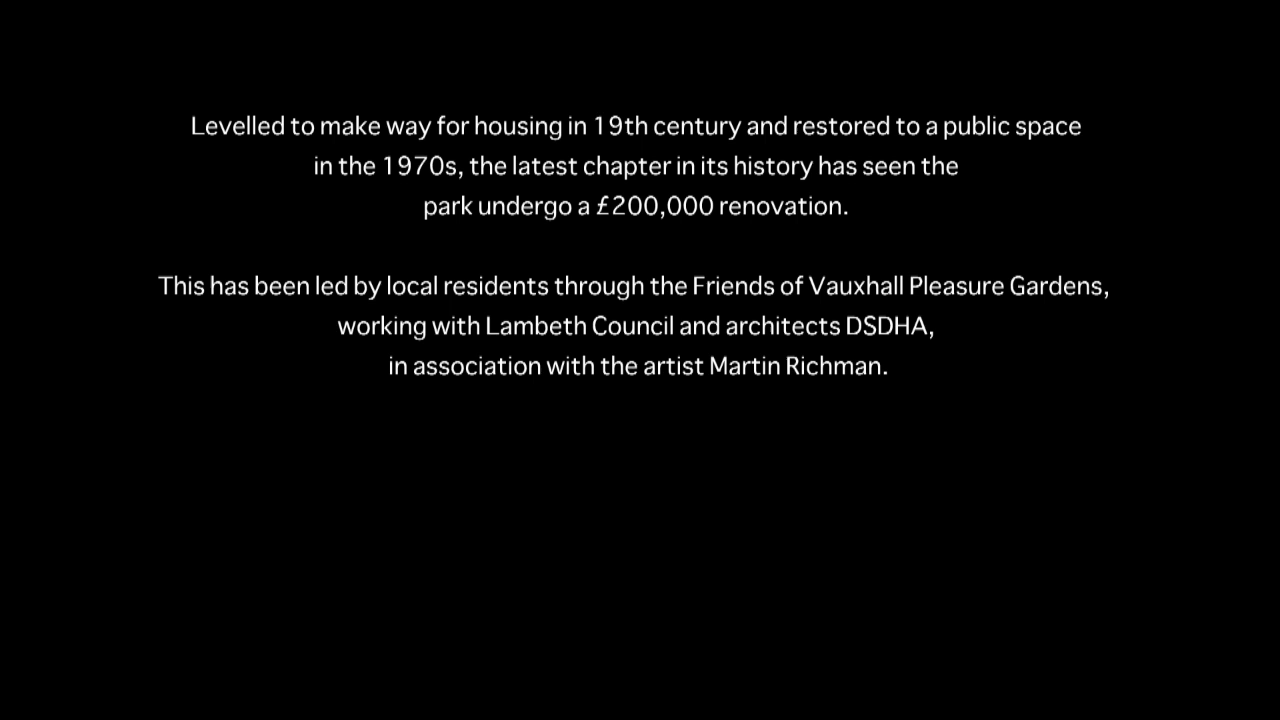 Levelled to make way for housing in 19th century and restored to a public space
in the 1970s, the latest chapter in its history has seen the
park undergo a £200,000 renovation.
This has been led by local residents through the Friends of Vauxhall Pleasure Gardens,
working with Lambeth Council and architects DSDHA,
in association with the artist Martin Richman.